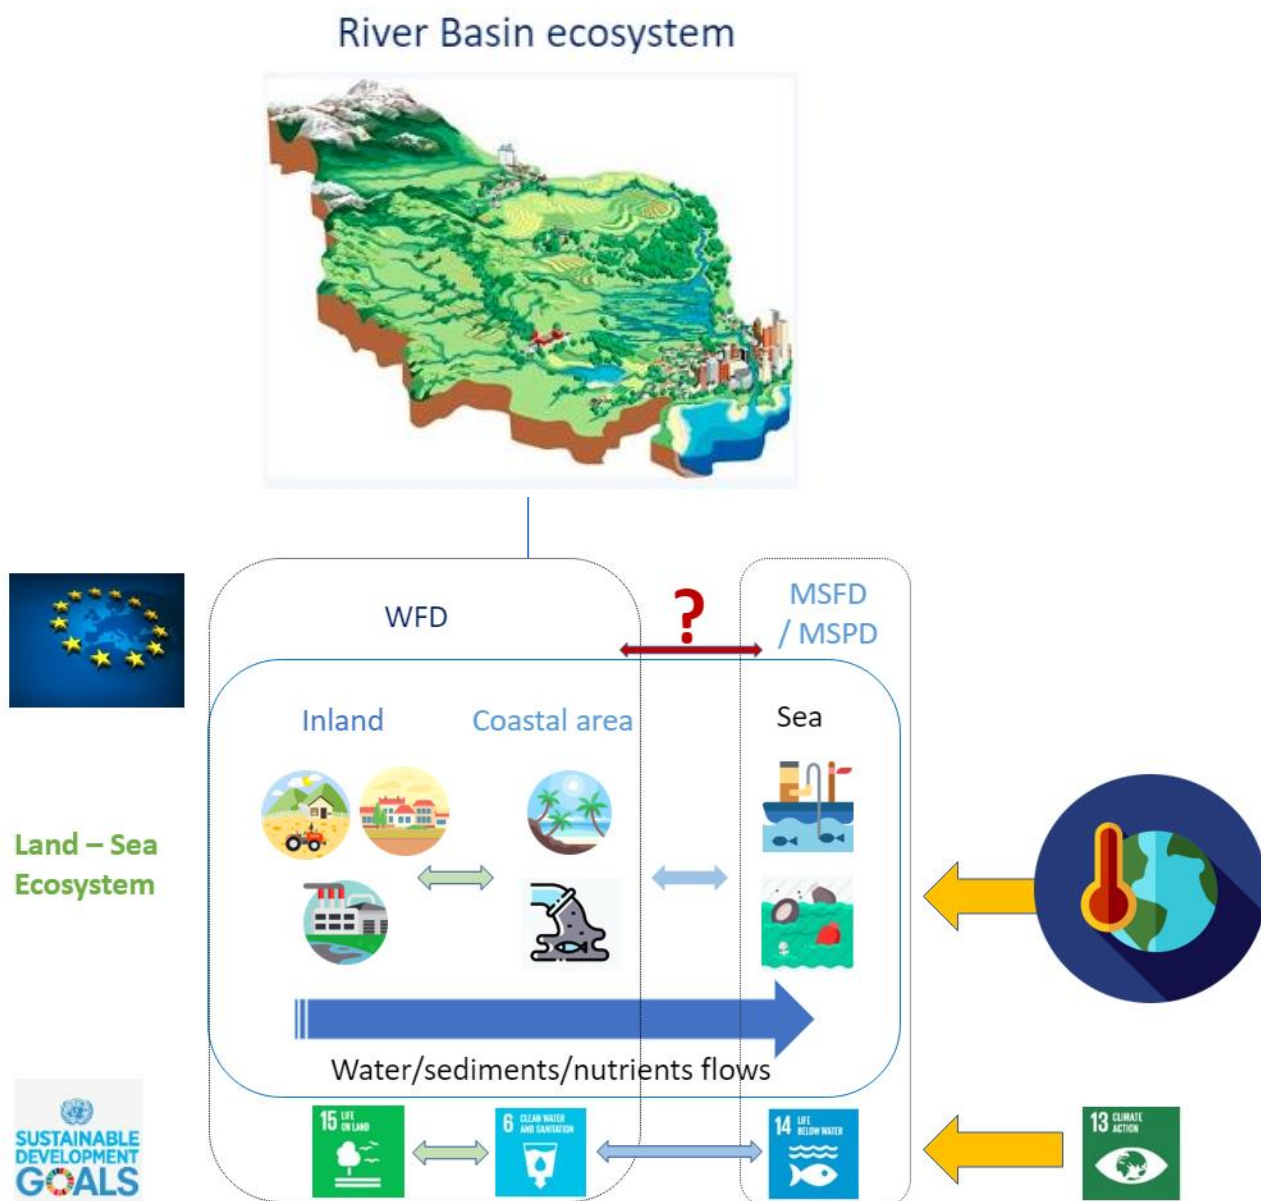 River Basin ecosystem
WFD
?
MSFD
/ MSPD
Inland
Coastal area
Sea
Land – Sea
Ecosystem
Water/sediments/nutrients flows
15 LIFE
ON LAND
6 CLEAN WATER
AND SANITATION
14 LIFE
BELOW WATER
13 CLIMATE
ACTION
SUSTAINABLE
DEVELOPMENT
GOALS